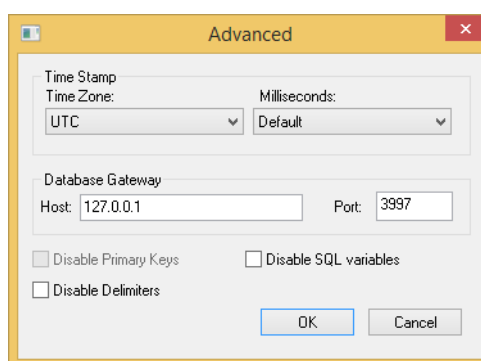 Advanced
Time Stamp
Time Zone: Milliseconds:
UTC Default
Database Gateway
Host: 127.0.0.1 Port: 3997
Disable Primary Keys Disable SQL variables
Disable Delimiters
OK Cancel